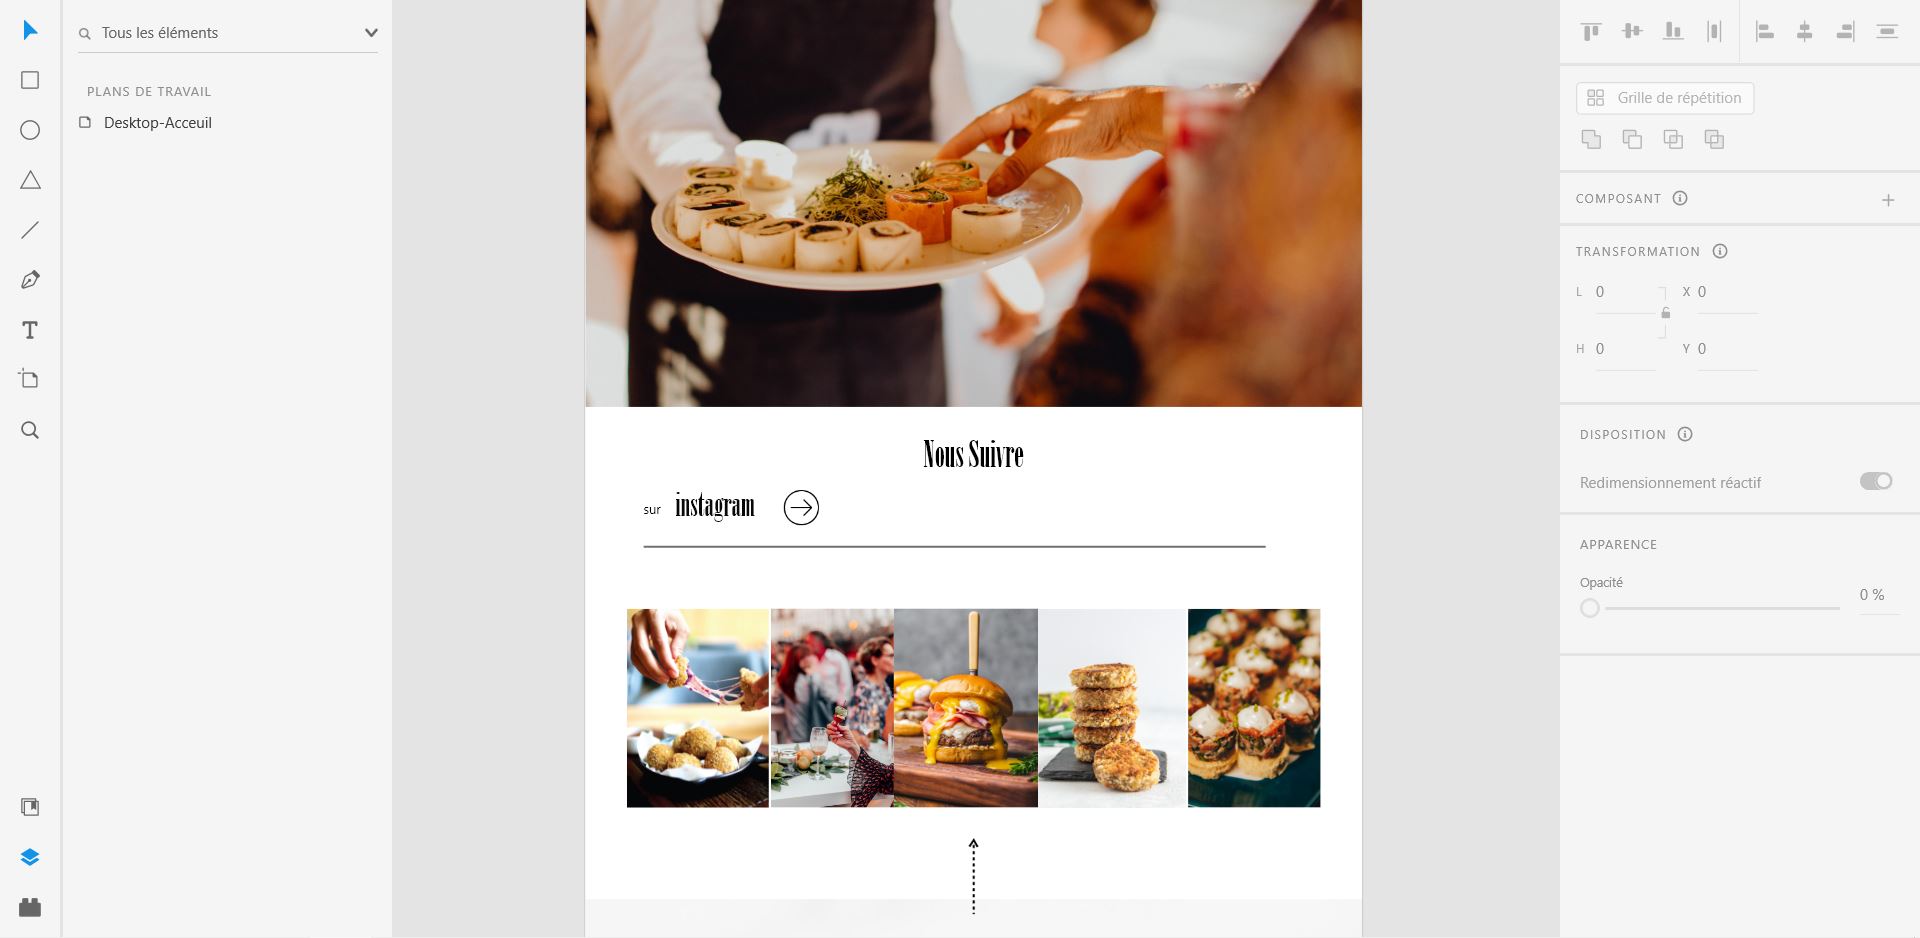 Tous les éléments
PLANS DE TRAVAIL
Desktop-Acceuil
Nous Suivre
sur instagram
Grille de répétition
COMPOSANT
TRANSFORMATION
L 0 X 0
H 0 Y 0
DISPOSITION
Redimensionnement réactif
APPARENCE
Opacité
0 %